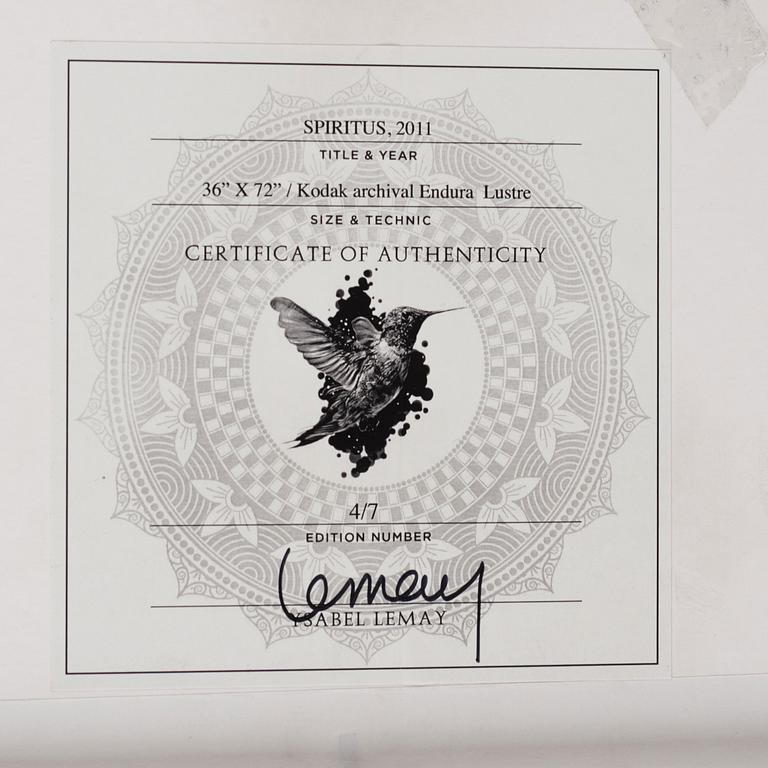 SPIRITUS, 2011
TITLE & YEAR
36” X 72” / Kodak archival Endura Lustre
SIZE & TECHNIC
CERTIFICATE OF AUTHENTICITY
4/7
EDITION NUMBER
Lemay
YSABEL LEMAY